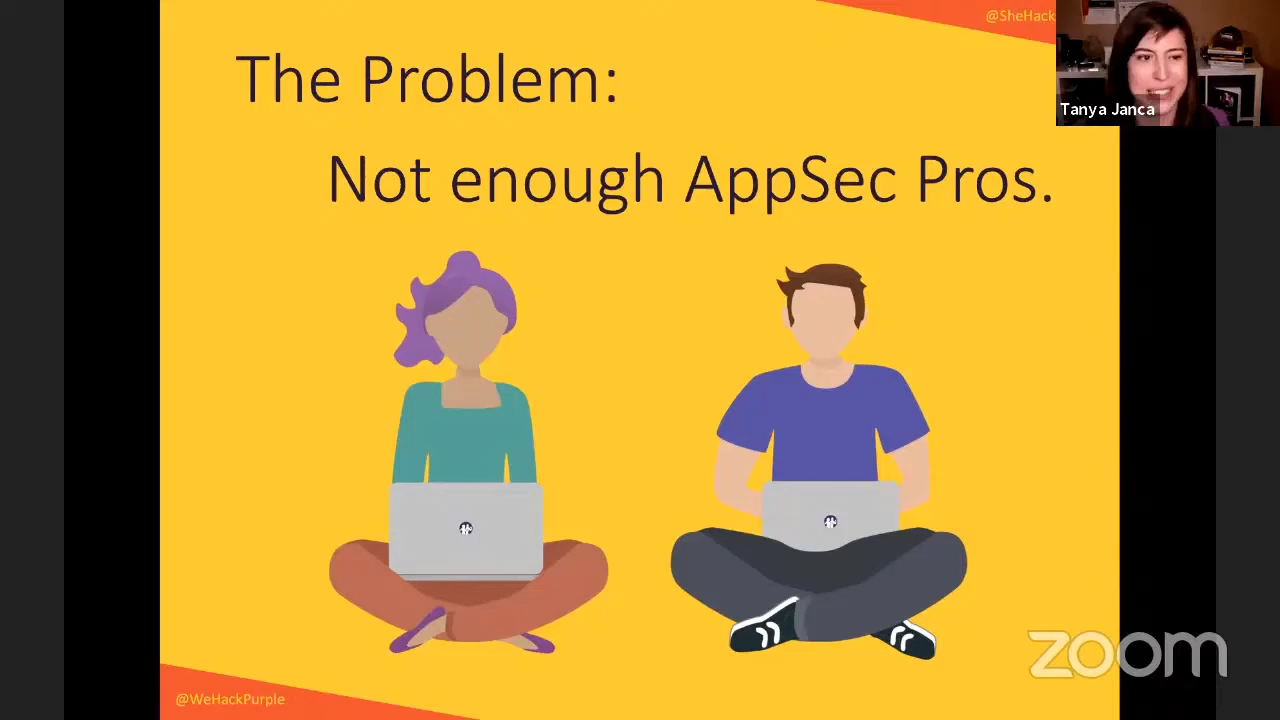 @SheHack
The Problem:
Tanya Janca
Not enough AppSec Pros.
zoom
@WeHackPurple